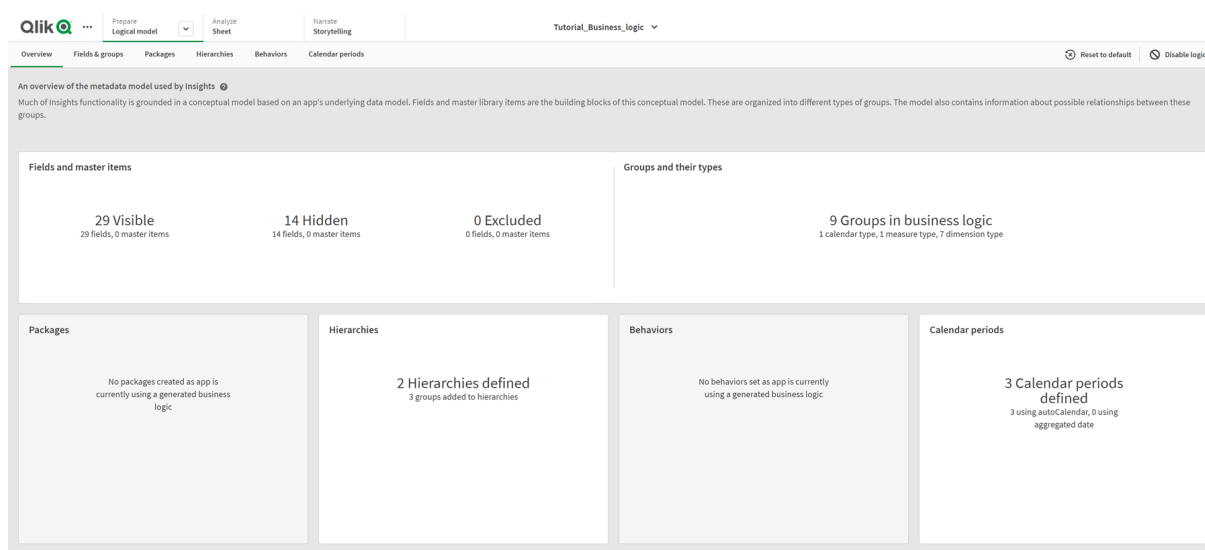 Qlik
Prepare
Logical model
Analyze
Sheet
Narrate
Storytelling
Tutorial_Business_logic
Overview
Fields & groups
Packages
Hierarchies
Behaviors
Calendar periods
Reset to default
Disable logic
An overview of the metadata model used by Insights
Much of Insights functionality is grounded in a conceptual model based on an app's underlying data model. Fields and master library items are the building blocks of this conceptual model. These are organized into different types of groups. The model also contains information about possible relationships between these
groups.
Fields and master items
29 Visible
29 fields, 0 master items
14 Hidden
14 fields, 0 master items
0 Excluded
0 fields, 0 master items
Groups and their types
9 Groups in business logic
1 calendar type, 1 measure type, 7 dimension type
Packages
No packages created as app is
currently using a generated business
logic
Hierarchies
2 Hierarchies defined
3 groups added to hierarchies
Behaviors
No behaviors set as app is currently
using a generated business logic
Calendar periods
3 Calendar periods
defined
3 using autoCalendar, 0 using
aggregated date